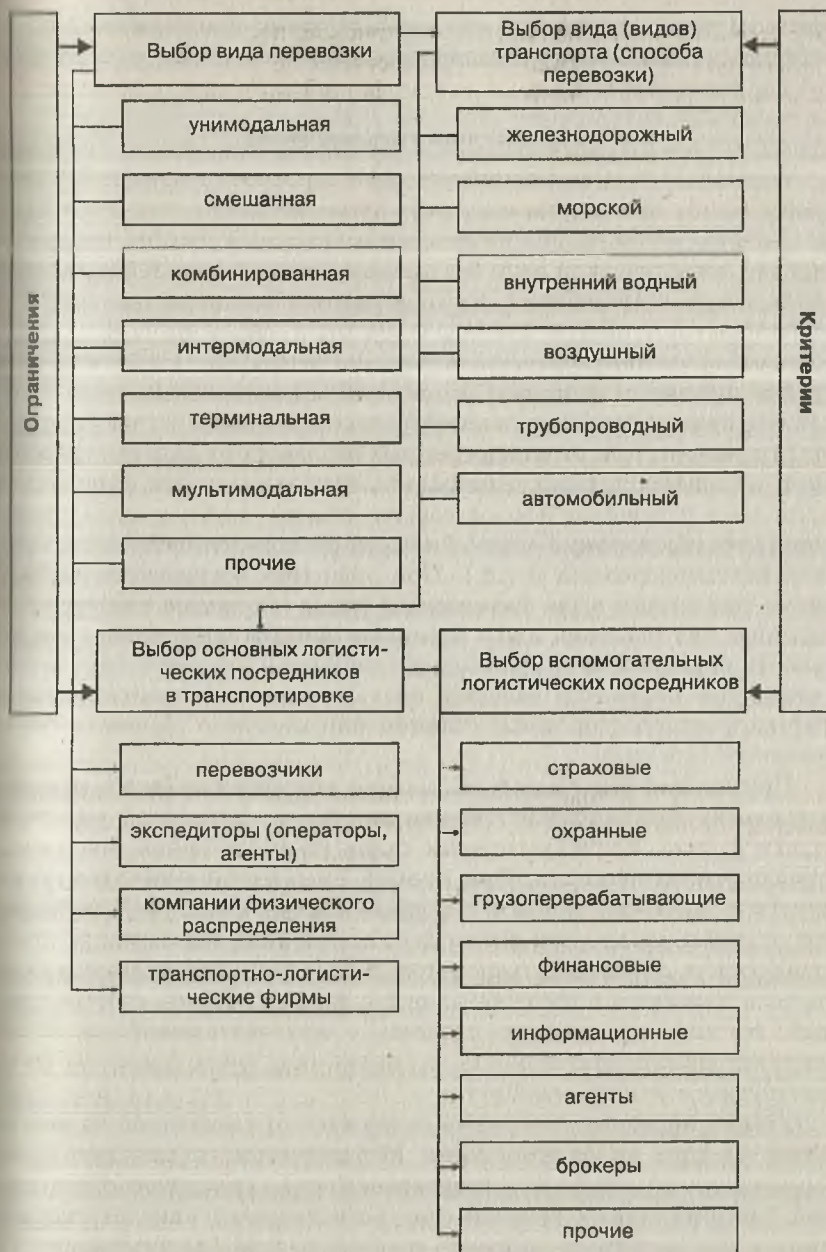 Ограничения
Критерии
Выбор вида перевозки
Выбор вида (видов)
транспорта (способа
перевозки)
унимодальная
смешанная
комбинированная
интермодальная
терминальная
мультимодальная
прочие
железнодорожный
морской
внутренний водный
воздушный
трубопроводный
автомобильный
Выбор основных логисти-
ческих посредников
в транспортировке
Выбор вспомогательных
логистических посредников
перевозчики
экспедиторы (операторы,
агенты)
компании физического
распределения
транспортно-логисти-
ческие фирмы
страховые
охранные
грузоперерабатывающие
финансовые
информационные
агенты
брокеры
прочие